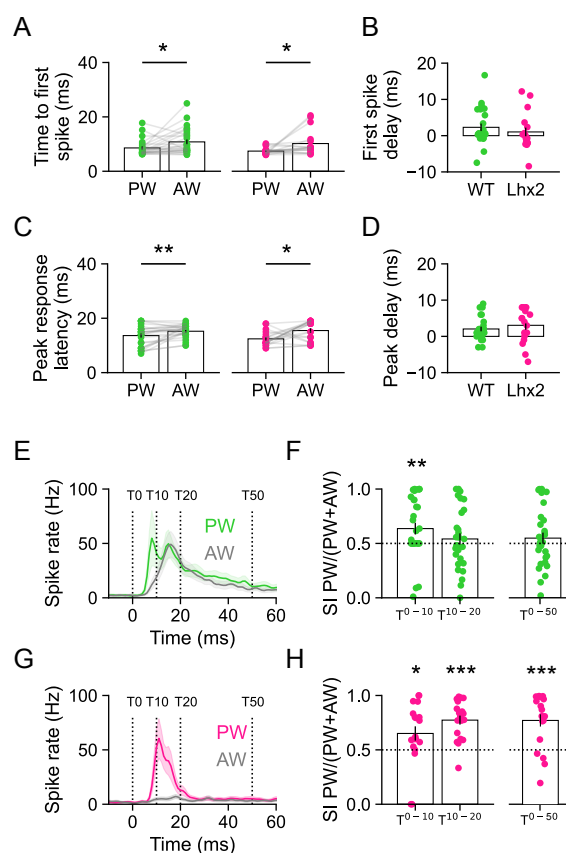 A
B
* *
Time to first
spike (ms)
40
20
0
PW AW PW AW
First spike
delay (ms)
20
10
0
−10
WT Lhx2
C
D
** *
Peak response
latency (ms)
40
20
0
PW AW PW AW
Peak delay (ms)
20
10
0
−10
WT Lhx2
E
F
T0 T10 T20 T50
Spike rate (Hz)
100
50
0
PW
AW
0 20 40 60
Time (ms)
**
SI PW/(PW+AW)
1.0
0.5
0
T0−10 T10−20 T0−50
G
H
T0 T10 T20 T50
Spike rate (Hz)
100
50
0
PW
AW
0 20 40 60
Time (ms)
* *** ***
SI PW/(PW+AW)
1.0
0.5
0
T0−10 T10−20 T0−50